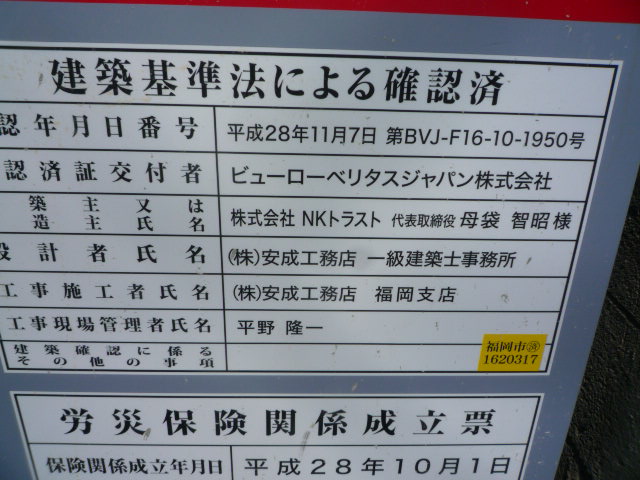 建築基準法による確認済
認年月日番号 平成28年11月7日 第BVJ-F16-10-1950号
認済証交付者 ビューローベリタスジャパン株式会社
築主又は
造主氏名 株式会社 NKトラスト 代表取締役 母袋 智昭 様
設計者氏名 (株)安成工務店 一級建築士事務所
工事施工者氏名 (株)安成工務店 福岡支店
工事現場管理者氏名 平野 隆一
建築確認に係る
その他の事項
福岡市済
1620317
労災保険関係成立票
保険関係成立年月日 平成28年10月1日